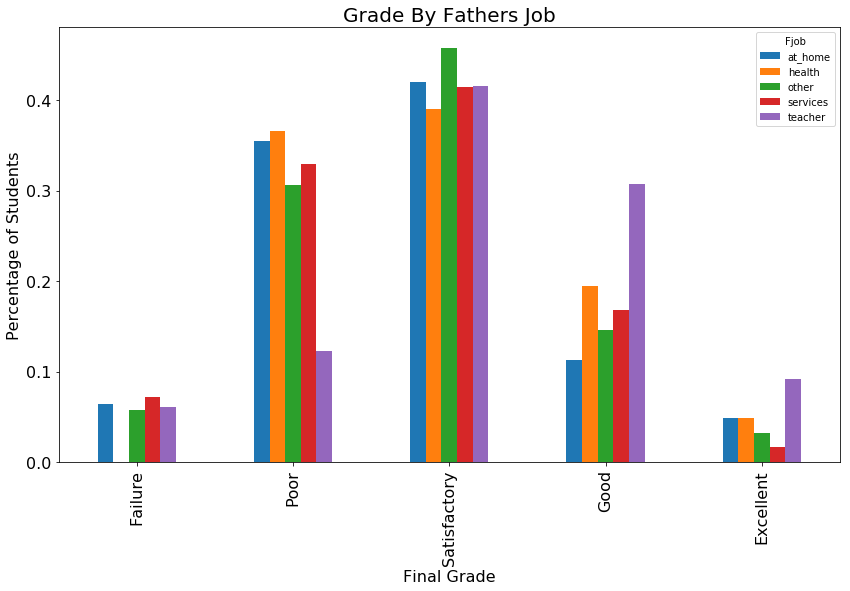 Grade By Fathers Job
Fjob
at_home
health
other
services
teacher
Percentage of Students
0.4
0.3
0.2
0.1
0.0
Failure
Poor
Satisfactory
Good
Excellent
Final Grade